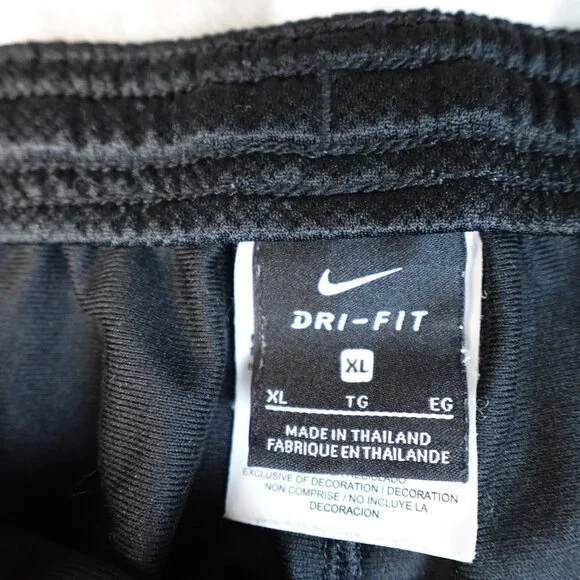 DRI-FIT
XL
XL TG EG
MADE IN THAILAND
FABRIQUE EN THAILANDE
EXCLUSIVE OF DECORATION / DECORATION
NON COMPRISE / NO INCLUYE LA
DECORACION